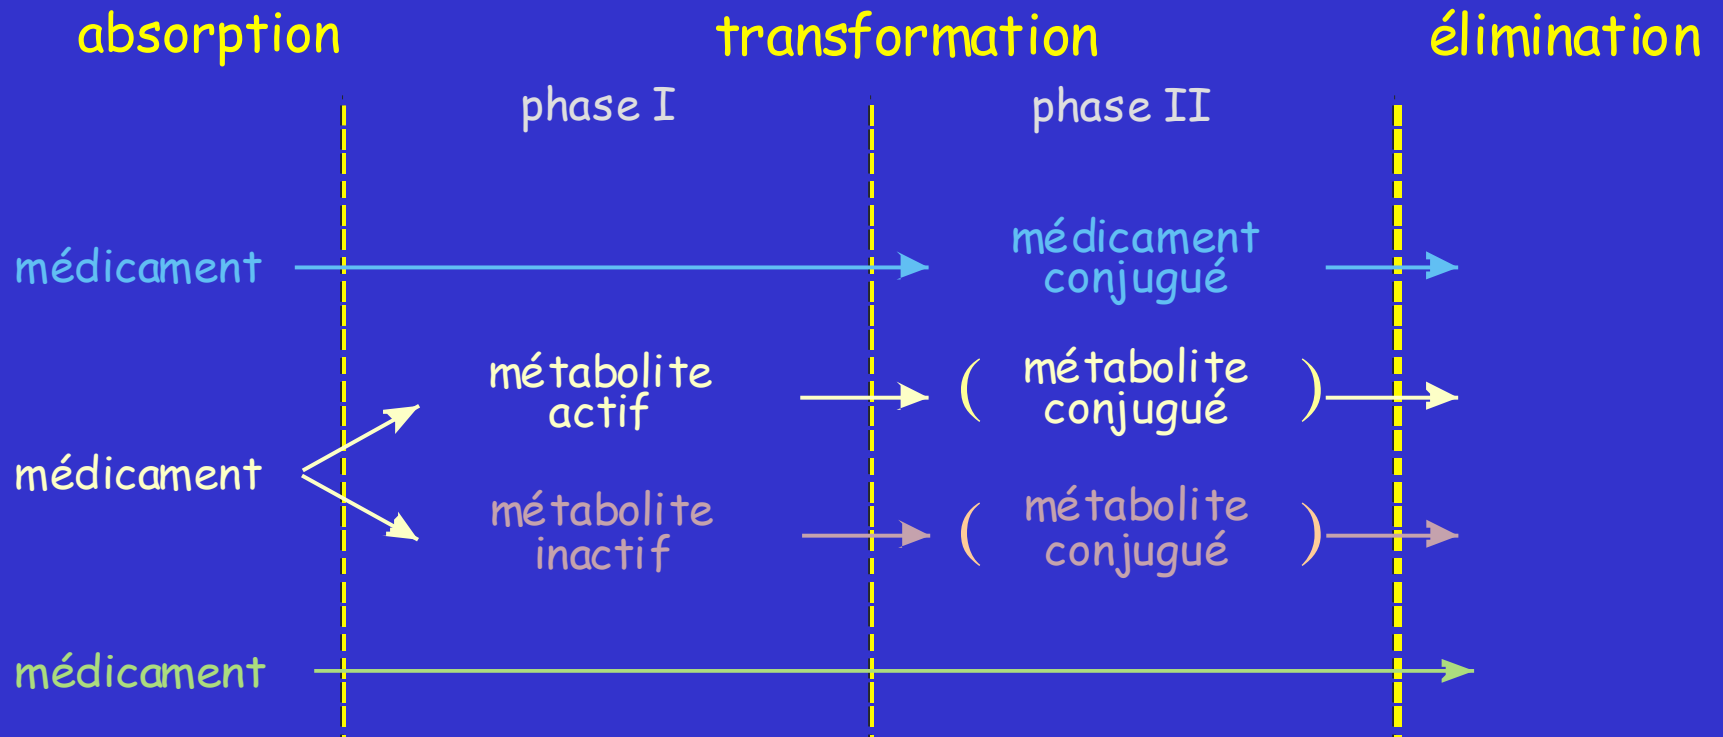 absorption
transformation
élimination
phase I
phase II
médicament
médicament
conjugué
médicament
métabolite
actif
( métabolite
conjugué )
métabolite
inactif
( métabolite
conjugué )
médicament